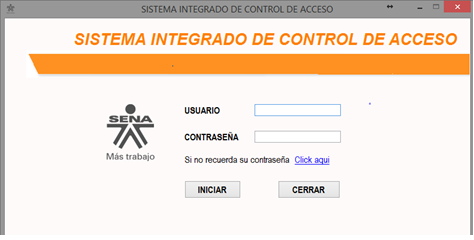 SISTEMA INTEGRADO DE CONTROL DE ACCESO
SISTEMA INTEGRADO DE CONTROL DE ACCESO
USUARIO
SENA
CONTRASEÑA
Más trabajo
Si no recuerda su contraseña Click aqui
INICIAR CERRAR